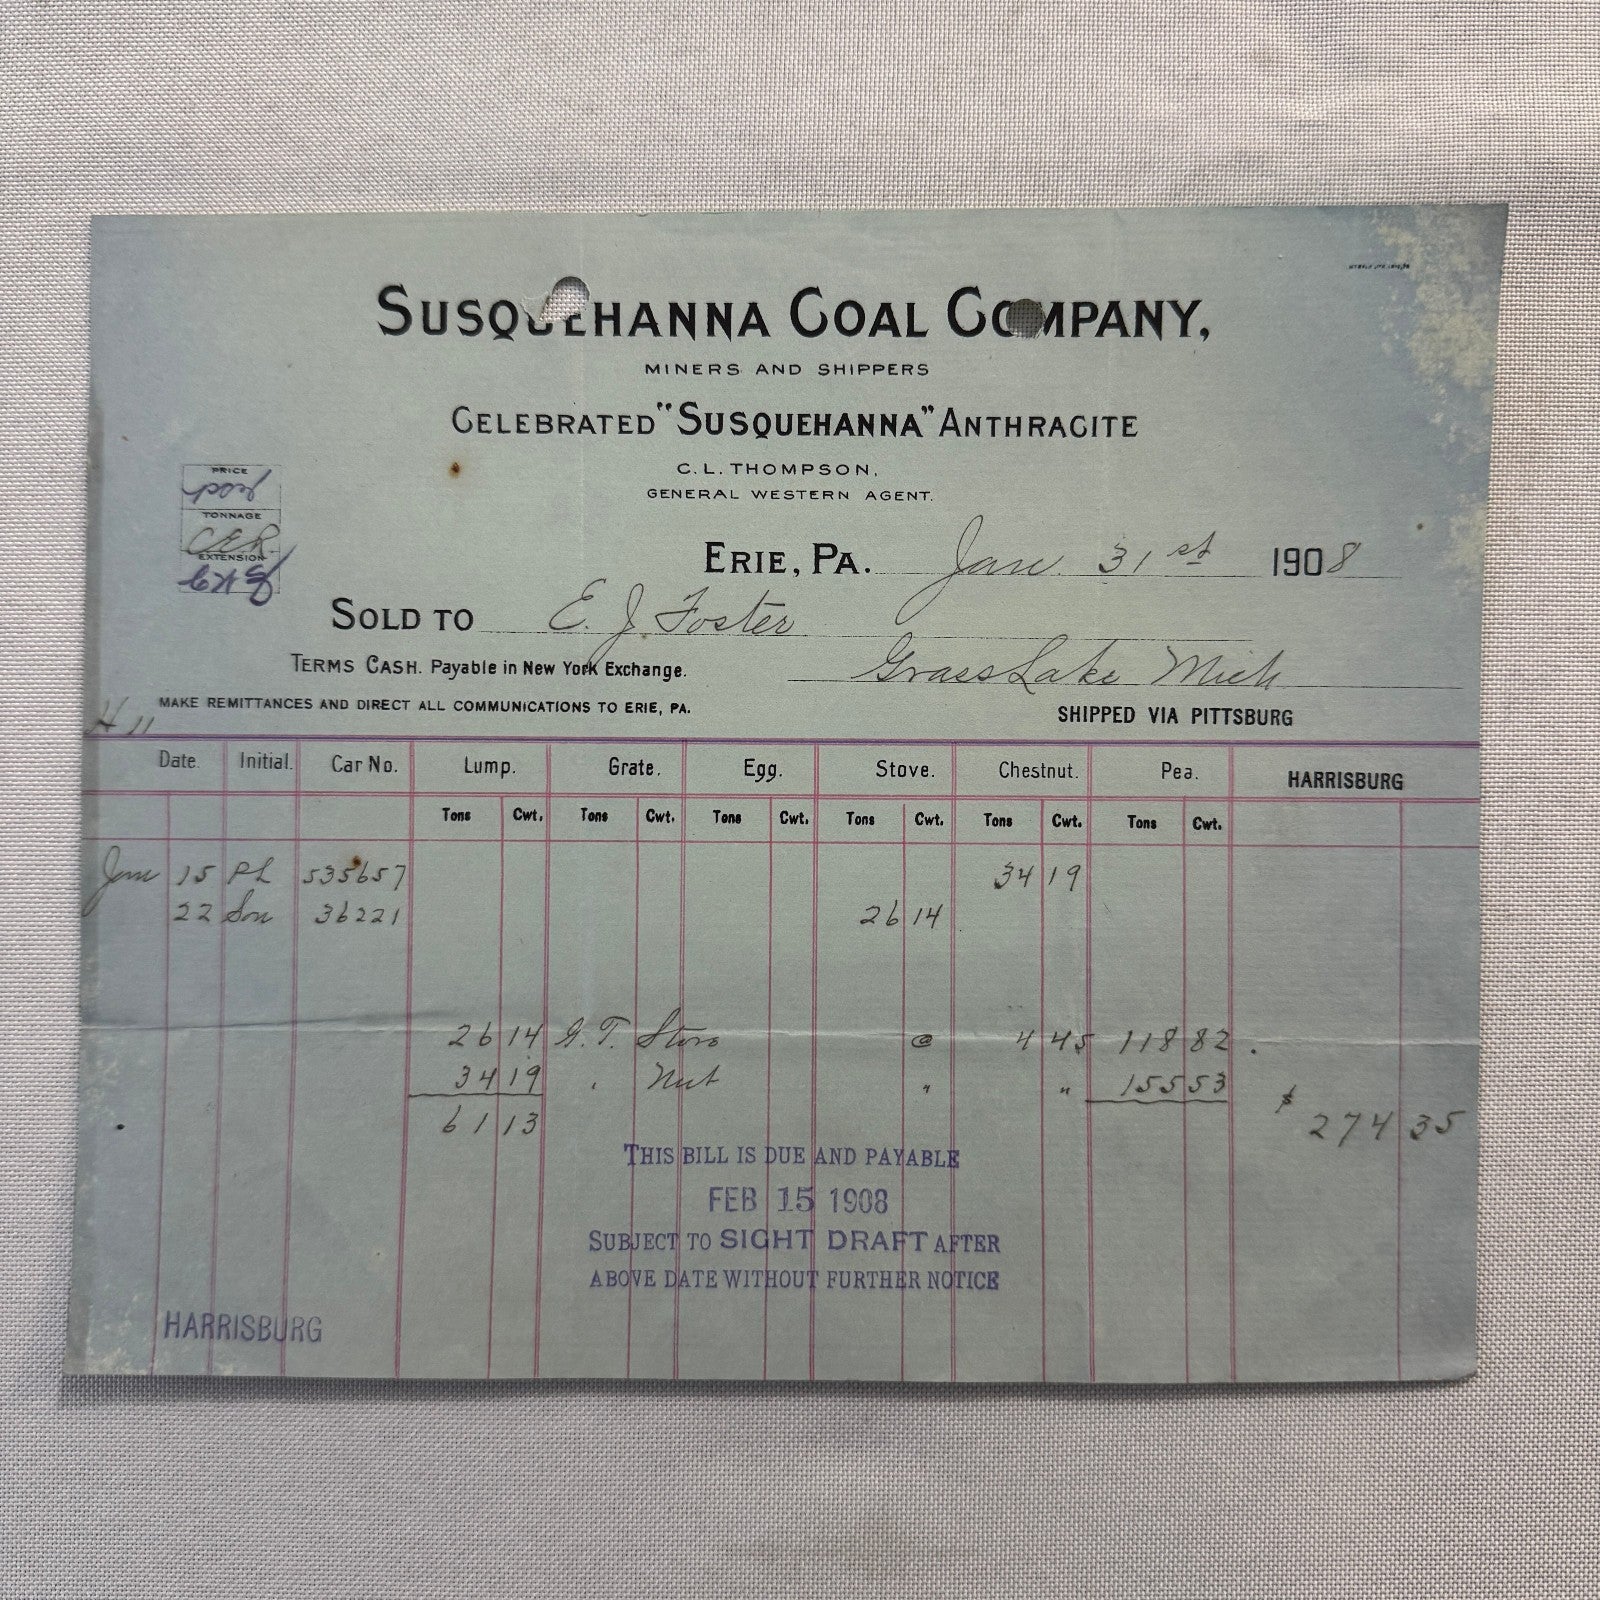 SUSQUEHANNA COAL COMPANY,
MINERS AND SHIPPERS
CELEBRATED "SUSQUEHANNA" ANTHRACITE
C. L. THOMPSON,
GENERAL WESTERN AGENT.
PRICE
TONNAGE
C.E.R.
EXTENSION
ERIE, PA. Jan 31st 1908
SOLD TO E. J. Foster
TERMS CASH. Payable in New York Exchange. Grass Lake Mich
MAKE REMITTANCES AND DIRECT ALL COMMUNICATIONS TO ERIE, PA. SHIPPED VIA PITTSBURG
H 11
Date. Initial. Car No. Lump. Grate. Egg. Stove. Chestnut. Pea. HARRISBURG
Tons Cwt. Tons Cwt. Tons Cwt. Tons Cwt. Tons Cwt. Tons Cwt.
Jan 15 PL 535657 34 19
22 Son 36221 26 14
26 14 G. T. Stove @ 4 45 118 82
34 19 " Nut " " 155 53
61 13 $ 274 35
THIS BILL IS DUE AND PAYABLE
FEB 15 1908
SUBJECT TO SIGHT DRAFT AFTER
ABOVE DATE WITHOUT FURTHER NOTICE
HARRISBURG